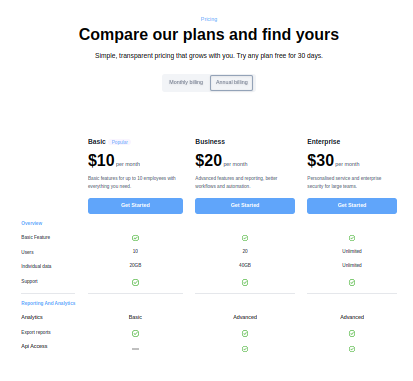 Pricing
Compare our plans and find yours
Simple, transparent pricing that grows with you. Try any plan free for 30 days.
Monthly billing Annual billing
Basic Popular Business Enterprise
$10 per month $20 per month $30 per month
Basic features for up to 10 employees with Advanced features and reporting, better Personalised service and enterprise
everything you need. workflows and automation. security for large teams.
Get Started Get Started Get Started
Overview
Basic Feature
Users 10 20 Unlimited
Individual data 20GB 40GB Unlimited
Support
Reporting And Analytics
Analytics Basic Advanced Advanced
Export reports
Api Access